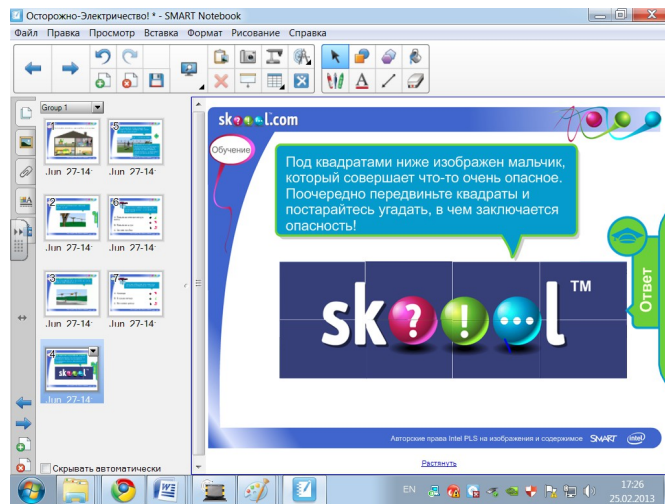 Осторожно-Электричество! * - SMART Notebook
Файл Правка Просмотр Вставка Формат Рисование Справка
Group 1
Jun 27-14
Jun 27-14
Jun 27-14
Jun 27-14
Jun 27-14
Jun 27-14
Jun 27-14
Скрывать автоматически
sk??!...l.com
Обучение
Под квадратами ниже изображен мальчик,
который совершает что-то очень опасное.
Поочередно передвиньте квадраты и
постарайтесь угадать, в чем заключается
опасность!
Ответ
sk?!...l™
Авторские права Intel PLS на изображения и содержимое SMART intel
Растянуть
EN
17:26
25.02.2013